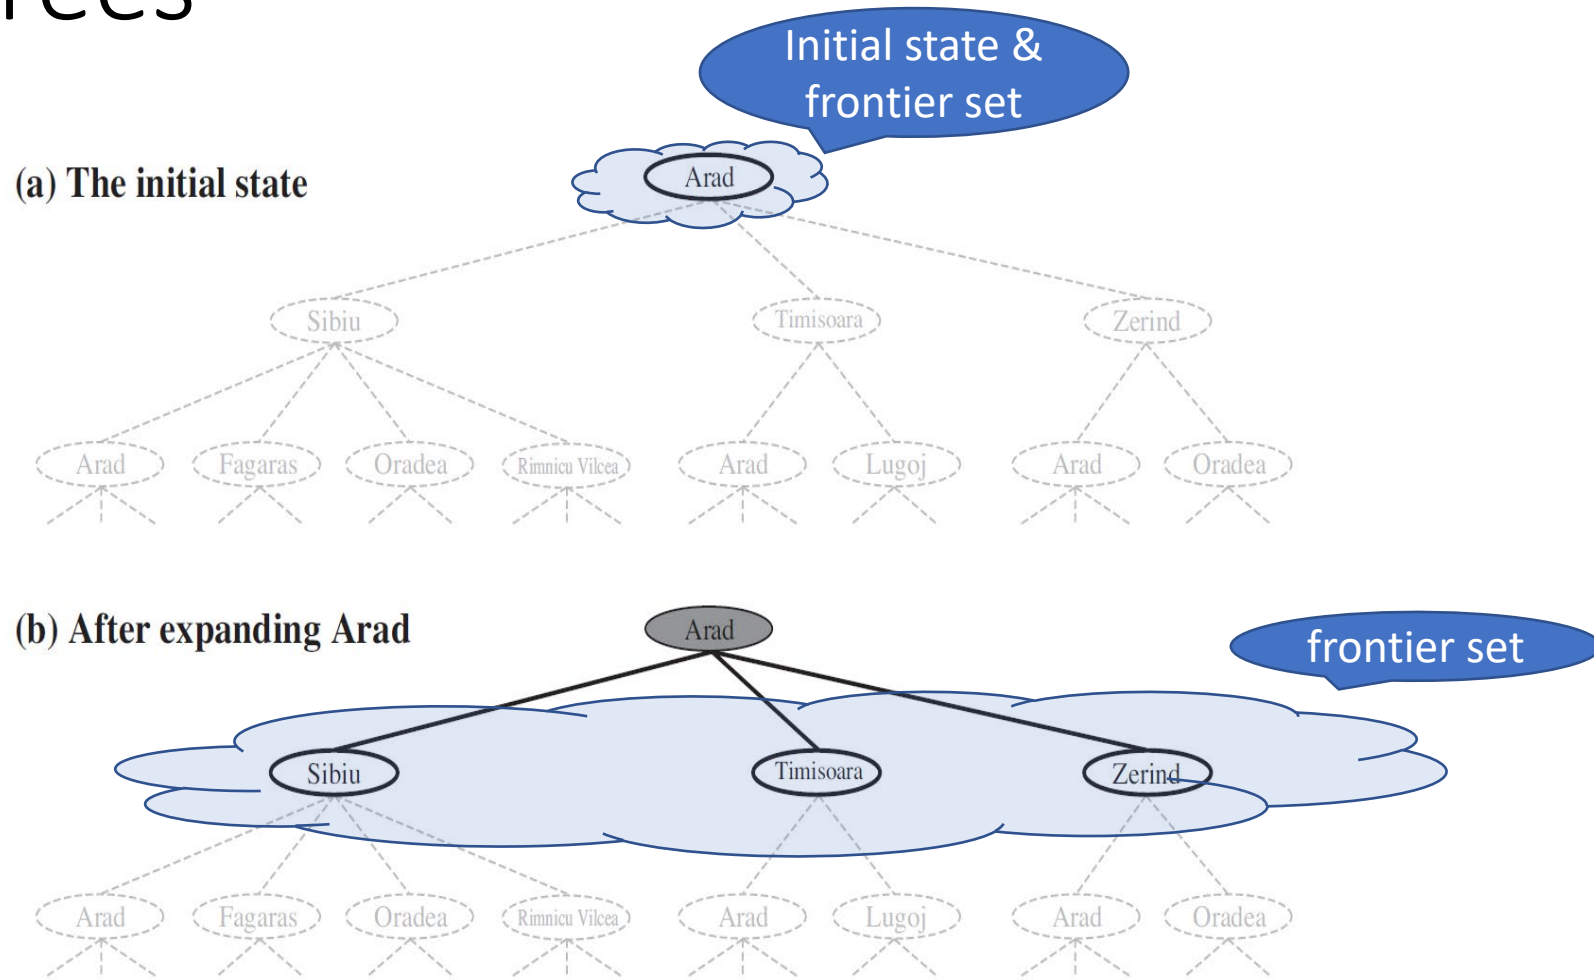 Initial state &
frontier set
(a) The initial state
Arad
Sibiu
Timisoara
Zerind
Arad
Fagaras
Oradea
Rimnicu Vilcea
Arad
Lugoj
Arad
Oradea
(b) After expanding Arad
Arad
frontier set
Sibiu
Timisoara
Zerind
Arad
Fagaras
Oradea
Rimnicu Vilcea
Arad
Lugoj
Arad
Oradea